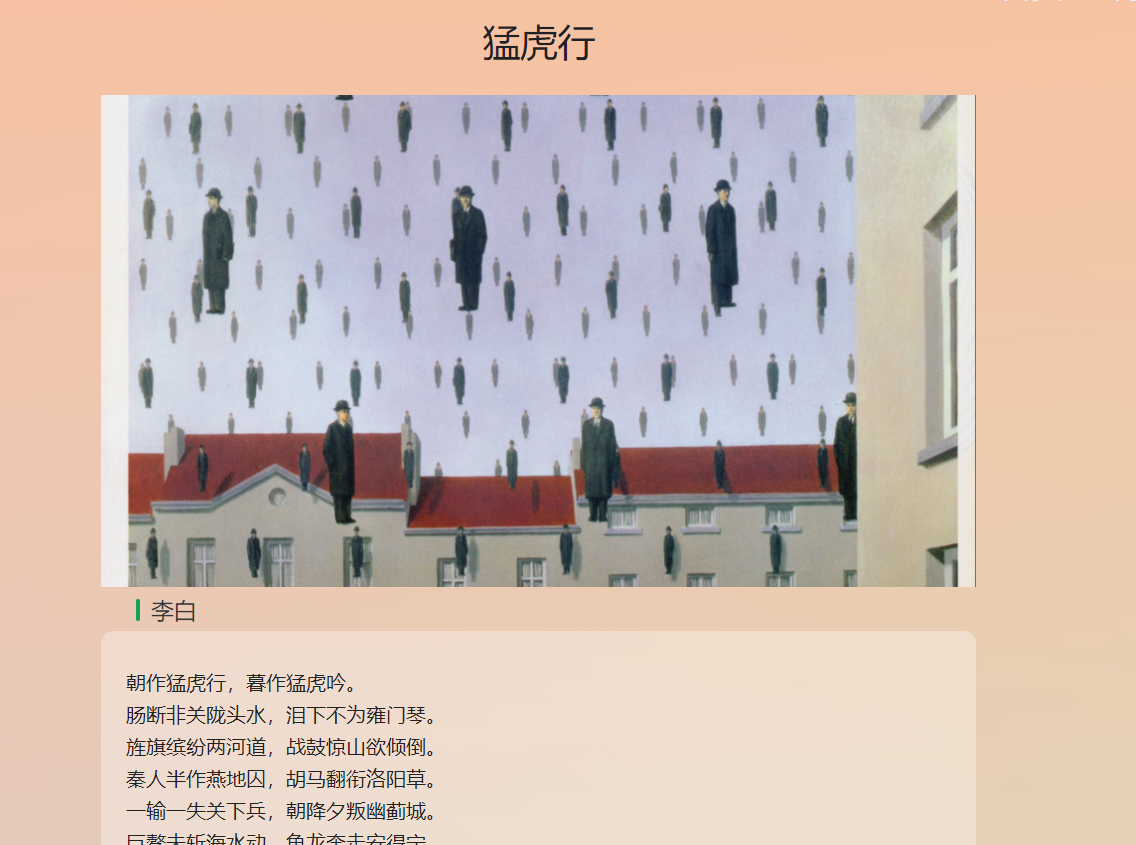 猛虎行
李白
朝作猛虎行，暮作猛虎吟。
肠断非关陇头水，泪下不为雍门琴。
旌旗缤纷两河道，战鼓惊山欲倾倒。
秦人半作燕地囚，胡马翻衔洛阳草。
一输一失关下兵，朝降夕叛幽蓟城。
巨鳌未斩海水动，鱼龙奔走安得宁。